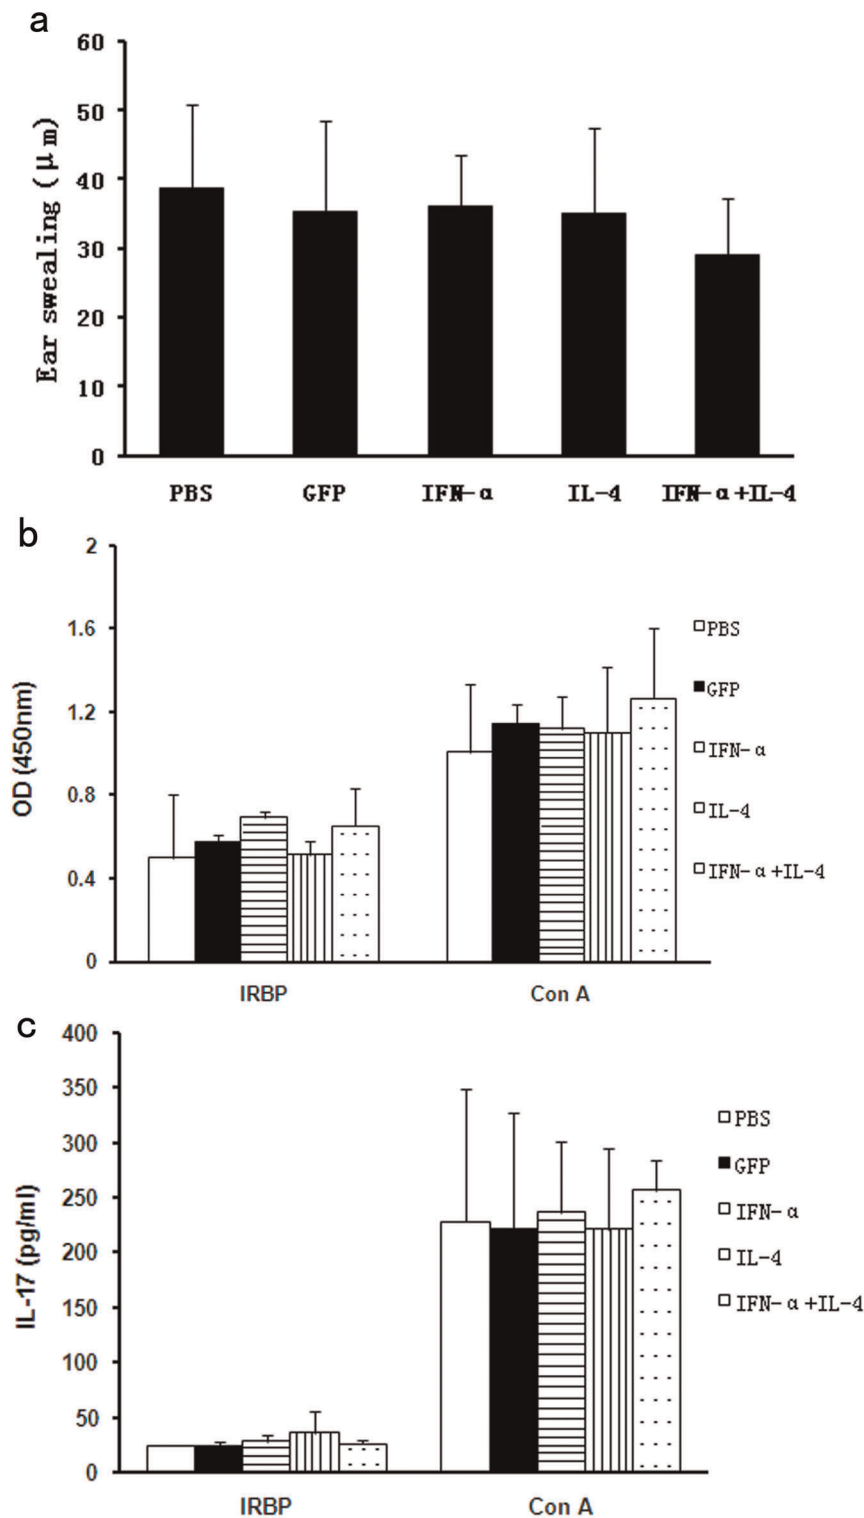 a
60
50
40
30
20
10
0
Ear swealing (μm)
PBS GFP IFN-α IL-4 IFN-α+IL-4
b
2
1.6
1.2
0.8
0.4
0
OD (450nm)
IRBP Con A
PBS
GFP
IFN-α
IL-4
IFN-α+IL-4
c
400
350
300
250
200
150
100
50
0
IL-17 (pg/ml)
IRBP Con A
PBS
GFP
IFN-α
IL-4
IFN-α+IL-4